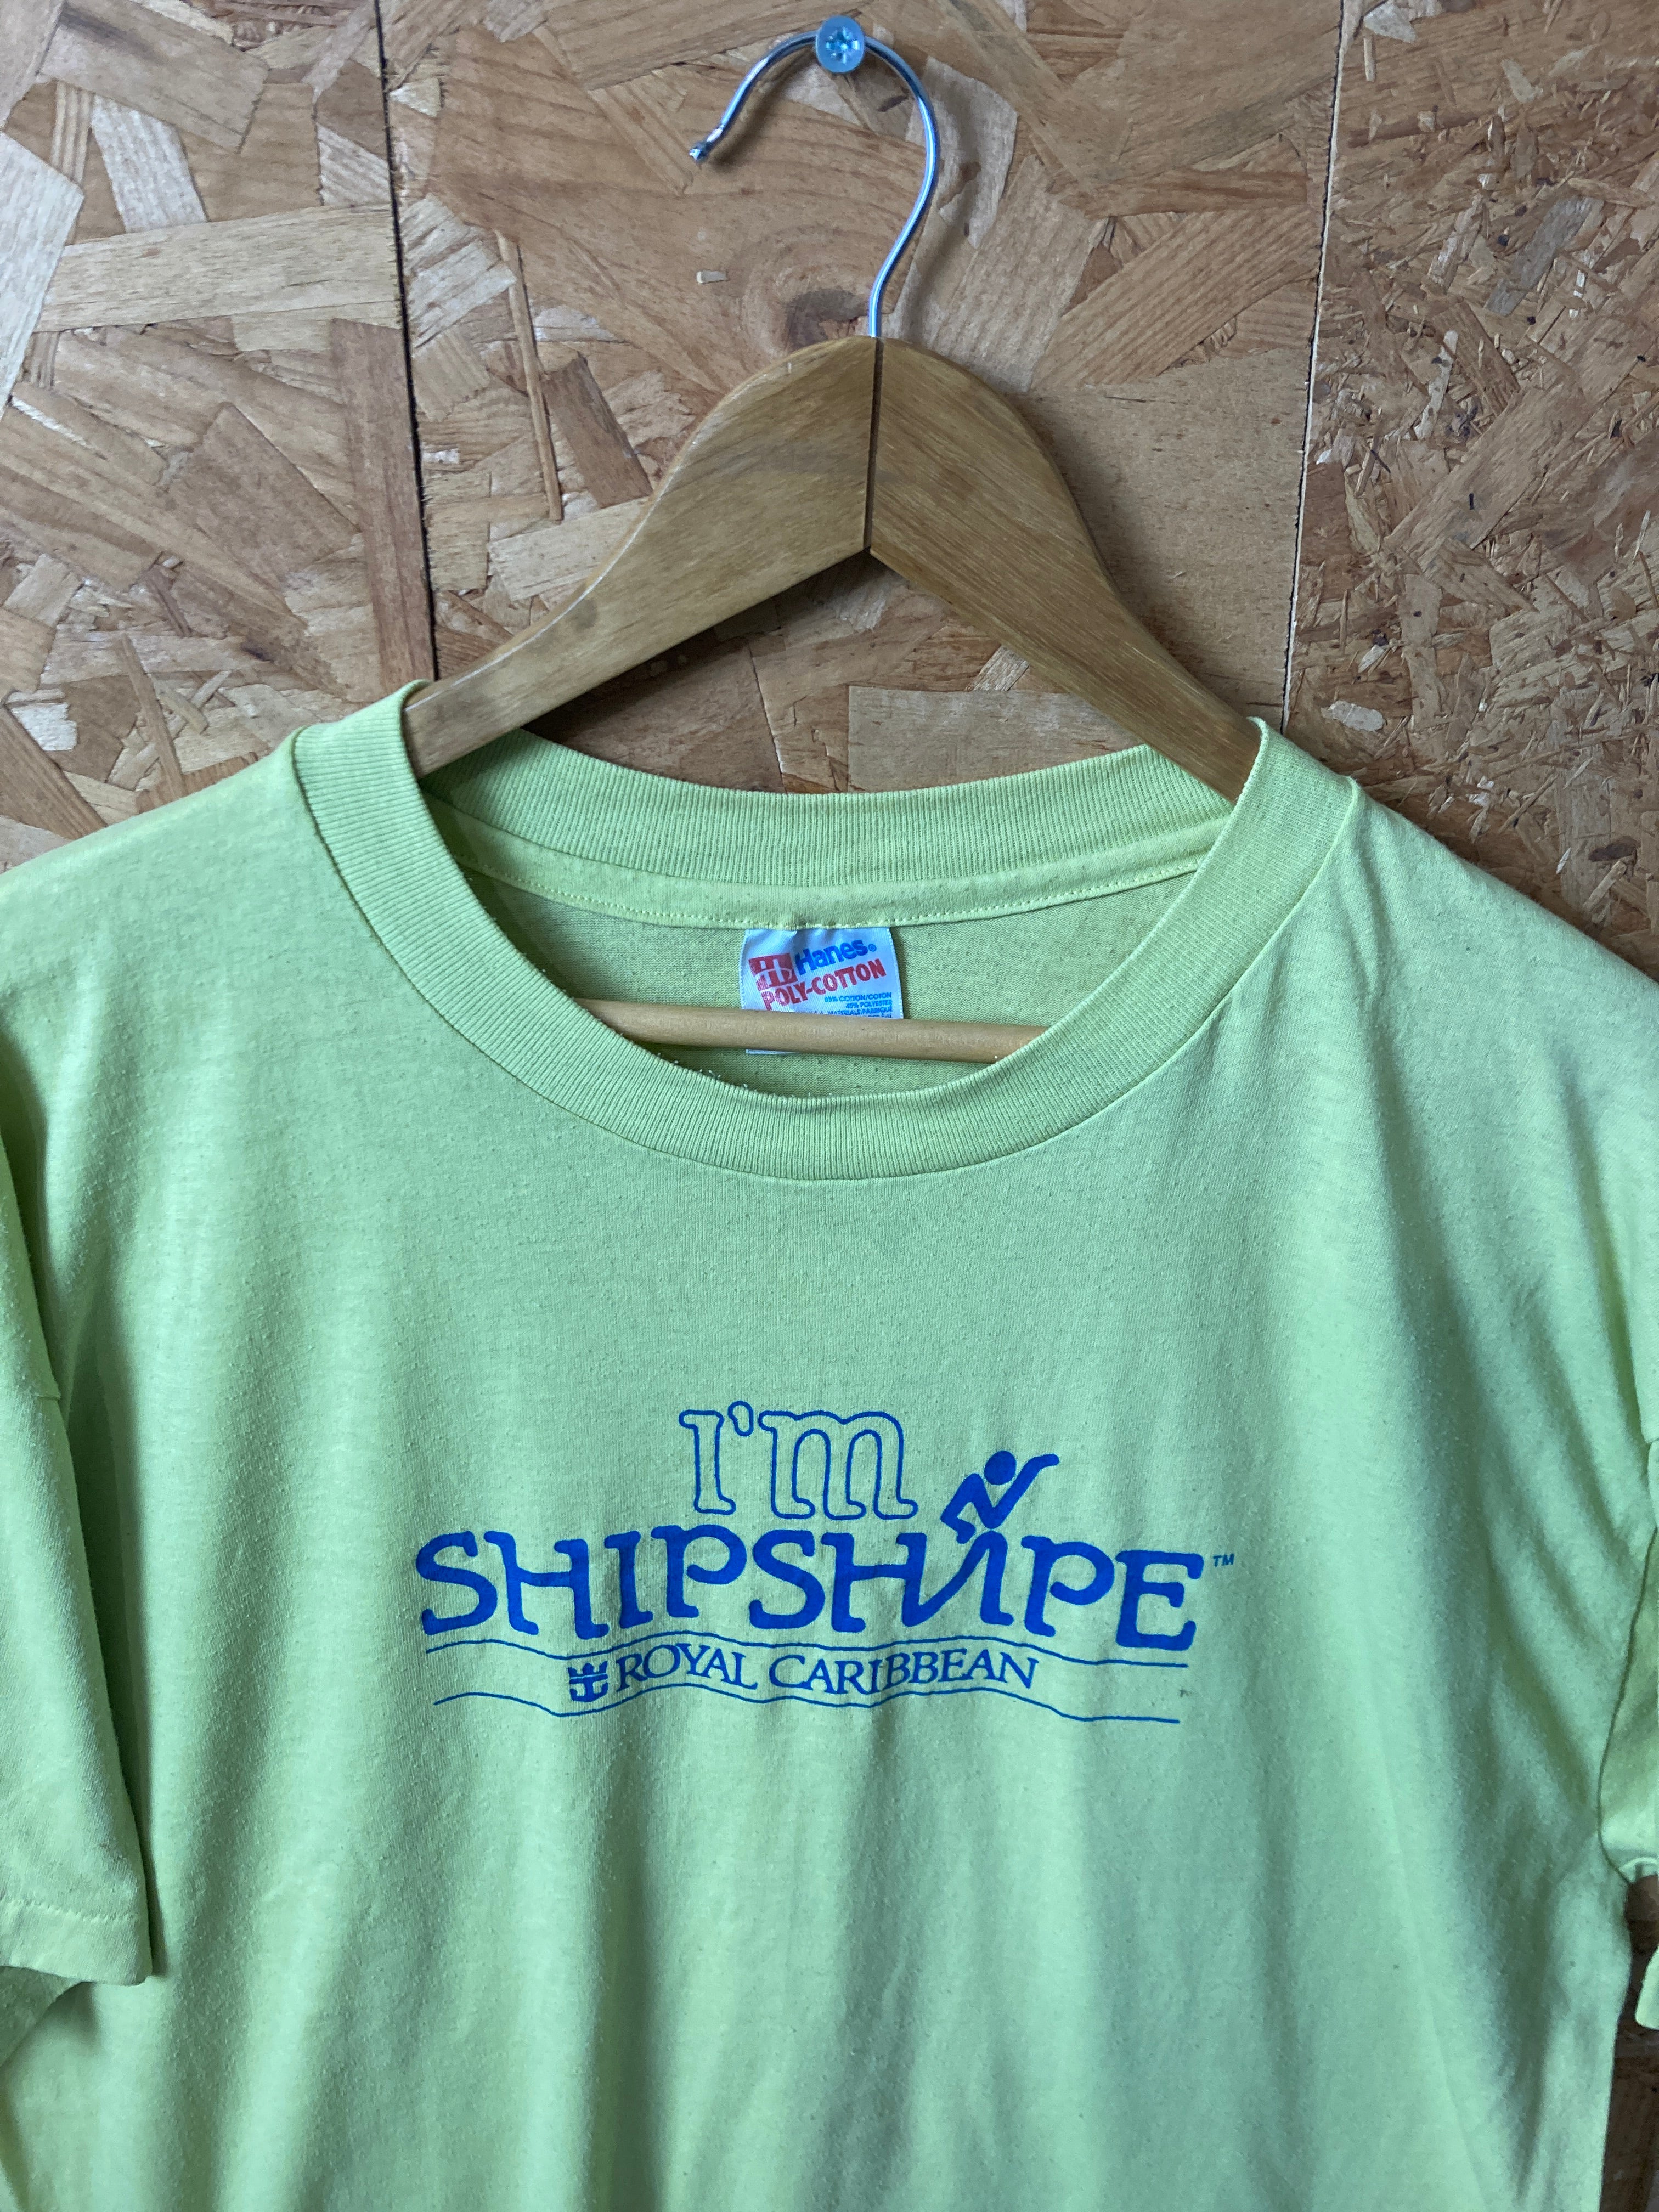 Hanes®
POLY-COTTON
I'm
SHIPSHAPE™
ROYAL CARIBBEAN